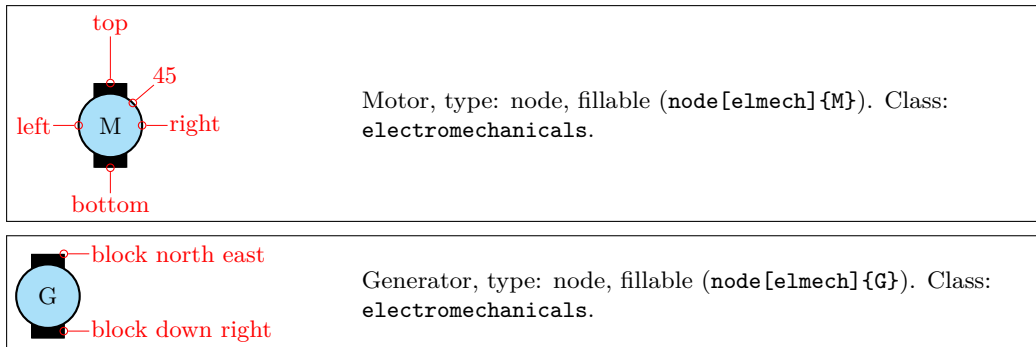 top
45
left
M
right
bottom
Motor, type: node, fillable (node[elmech]{M}). Class:
electromechanicals.
block north east
G
block down right
Generator, type: node, fillable (node[elmech]{G}). Class:
electromechanicals.